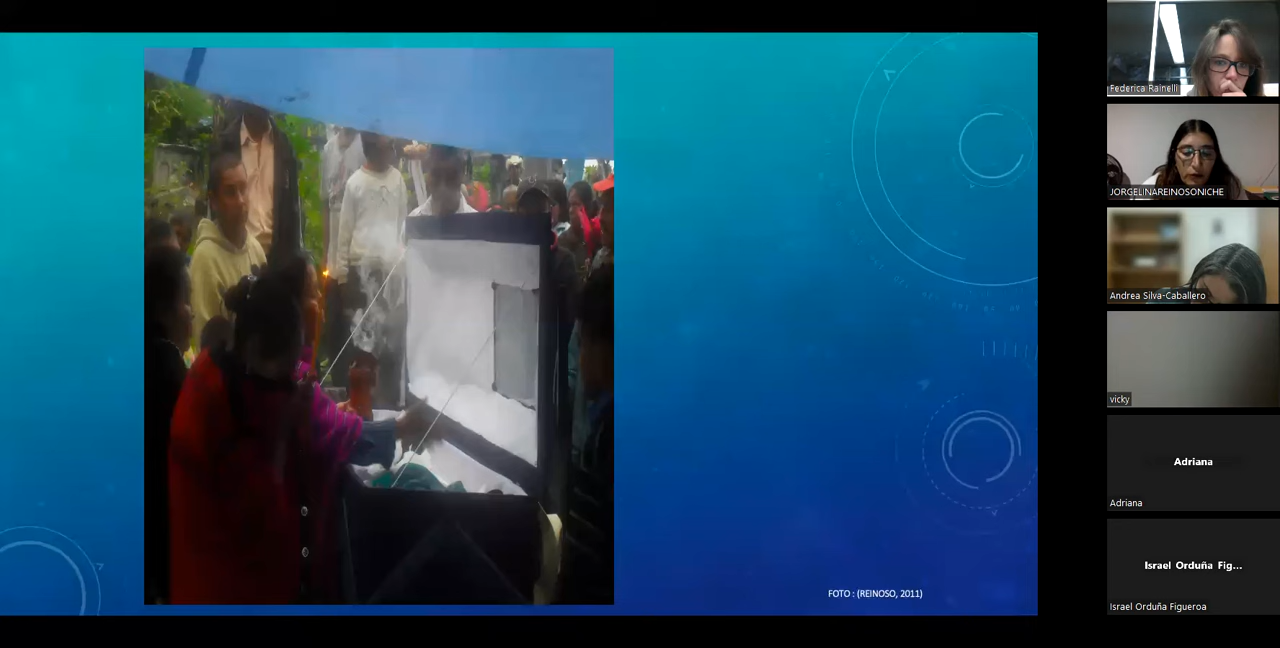 FOTO : (REINOSO, 2011)
Federica Rainelli
JORGELINAREINOSONICHE
Andrea Silva-Caballero
vicky
Adriana
Adriana
Israel Orduña Fig...
Israel Orduña Figueroa